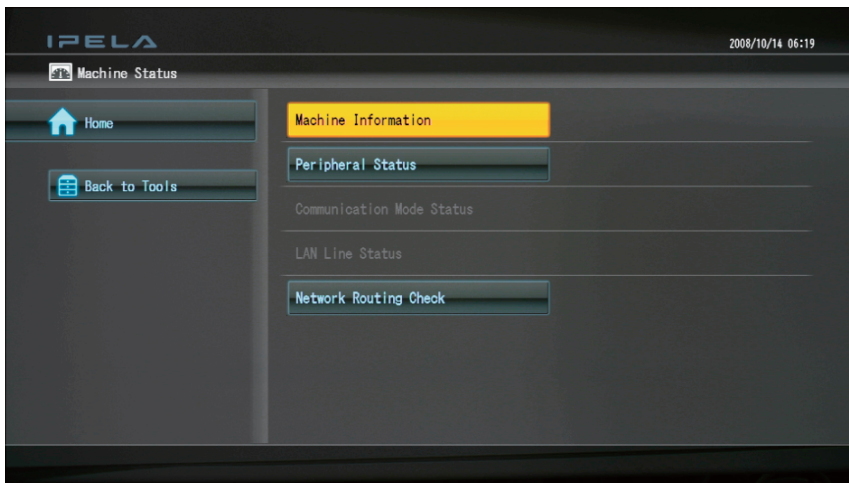 IPELA
2008/10/14 06:19
Machine Status
Home
Back to Tools
Machine Information
Peripheral Status
Communication Mode Status
LAN Line Status
Network Routing Check